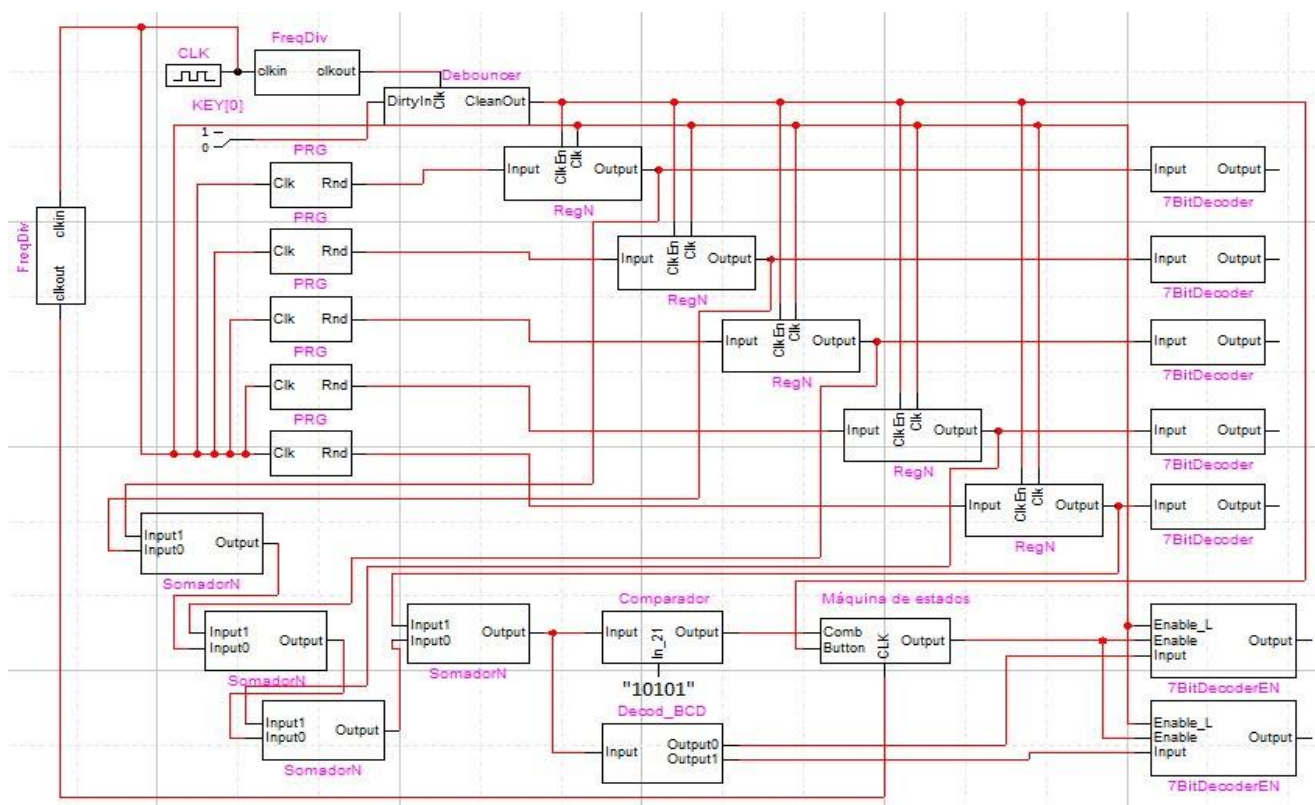 FreqDiv
CLK
clkin clkout
Debouncer
KEY[0]
DirtyIn Clk CleanOut
1
0
PRG
Clk Rnd
Input ClkEn Clk Output
RegN
Input Output
7BitDecoder
PRG
Clk Rnd
Input ClkEn Clk Output
RegN
Input Output
7BitDecoder
FreqDiv
clkin
clkout
PRG
Clk Rnd
Input ClkEn Clk Output
RegN
Input Output
7BitDecoder
PRG
Clk Rnd
Input ClkEn Clk Output
RegN
Input Output
7BitDecoder
PRG
Clk Rnd
Input ClkEn Clk Output
RegN
Input Output
7BitDecoder
Input1
Input0
Output
SomadorN
Input1
Input0
Output
SomadorN
Input1
Input0
Output
SomadorN
Input1
Input0
Output
SomadorN
Comparador
Input In_21 Output
"10101"
Decod_BCD
Input
Output0
Output1
Máquina de estados
Comb
Button
CLK
Output
Enable_L
Enable
Input
Output
7BitDecoderEN
Enable_L
Enable
Input
Output
7BitDecoderEN